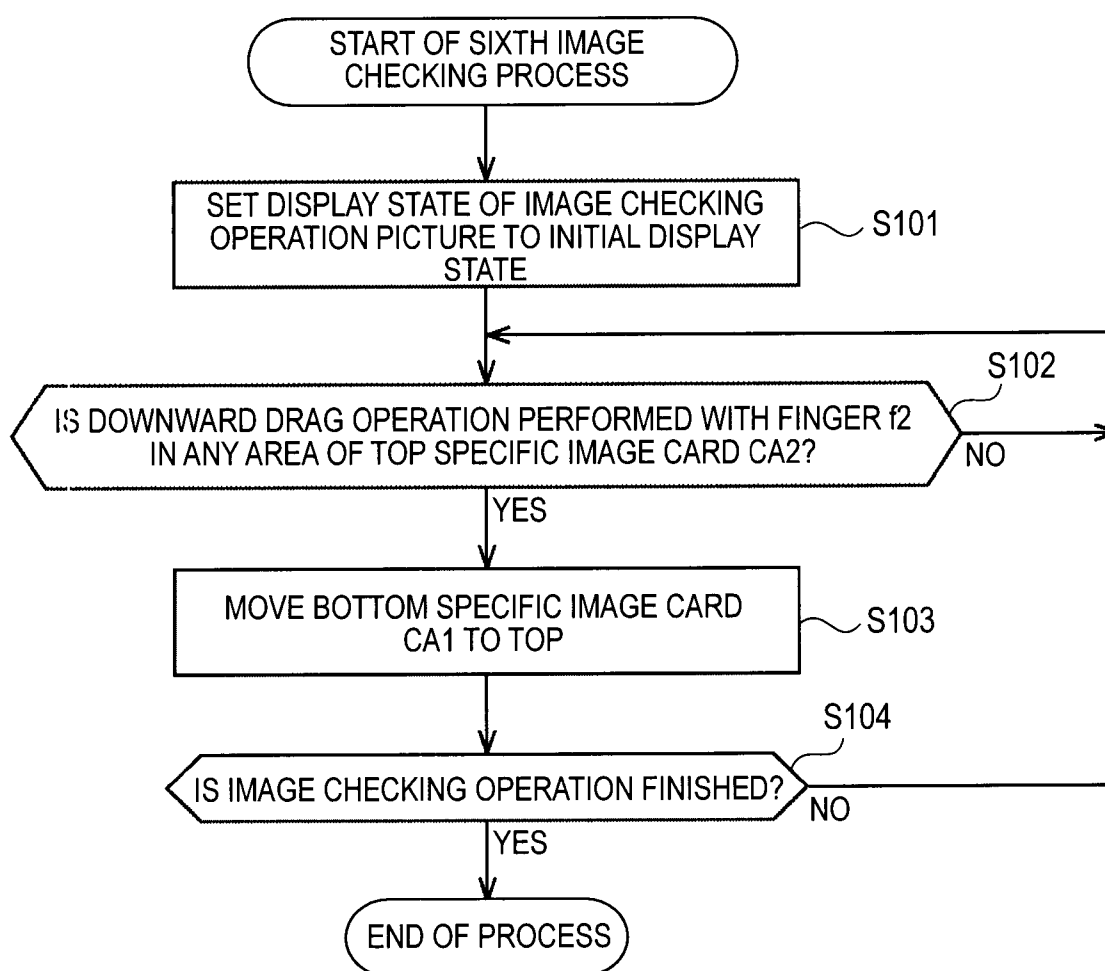 START OF SIXTH IMAGE
CHECKING PROCESS
SET DISPLAY STATE OF IMAGE CHECKING
OPERATION PICTURE TO INITIAL DISPLAY
STATE
S101
S102
IS DOWNWARD DRAG OPERATION PERFORMED WITH FINGER f2
IN ANY AREA OF TOP SPECIFIC IMAGE CARD CA2?
NO
YES
MOVE BOTTOM SPECIFIC IMAGE CARD
CA1 TO TOP
S103
S104
IS IMAGE CHECKING OPERATION FINISHED?
NO
YES
END OF PROCESS